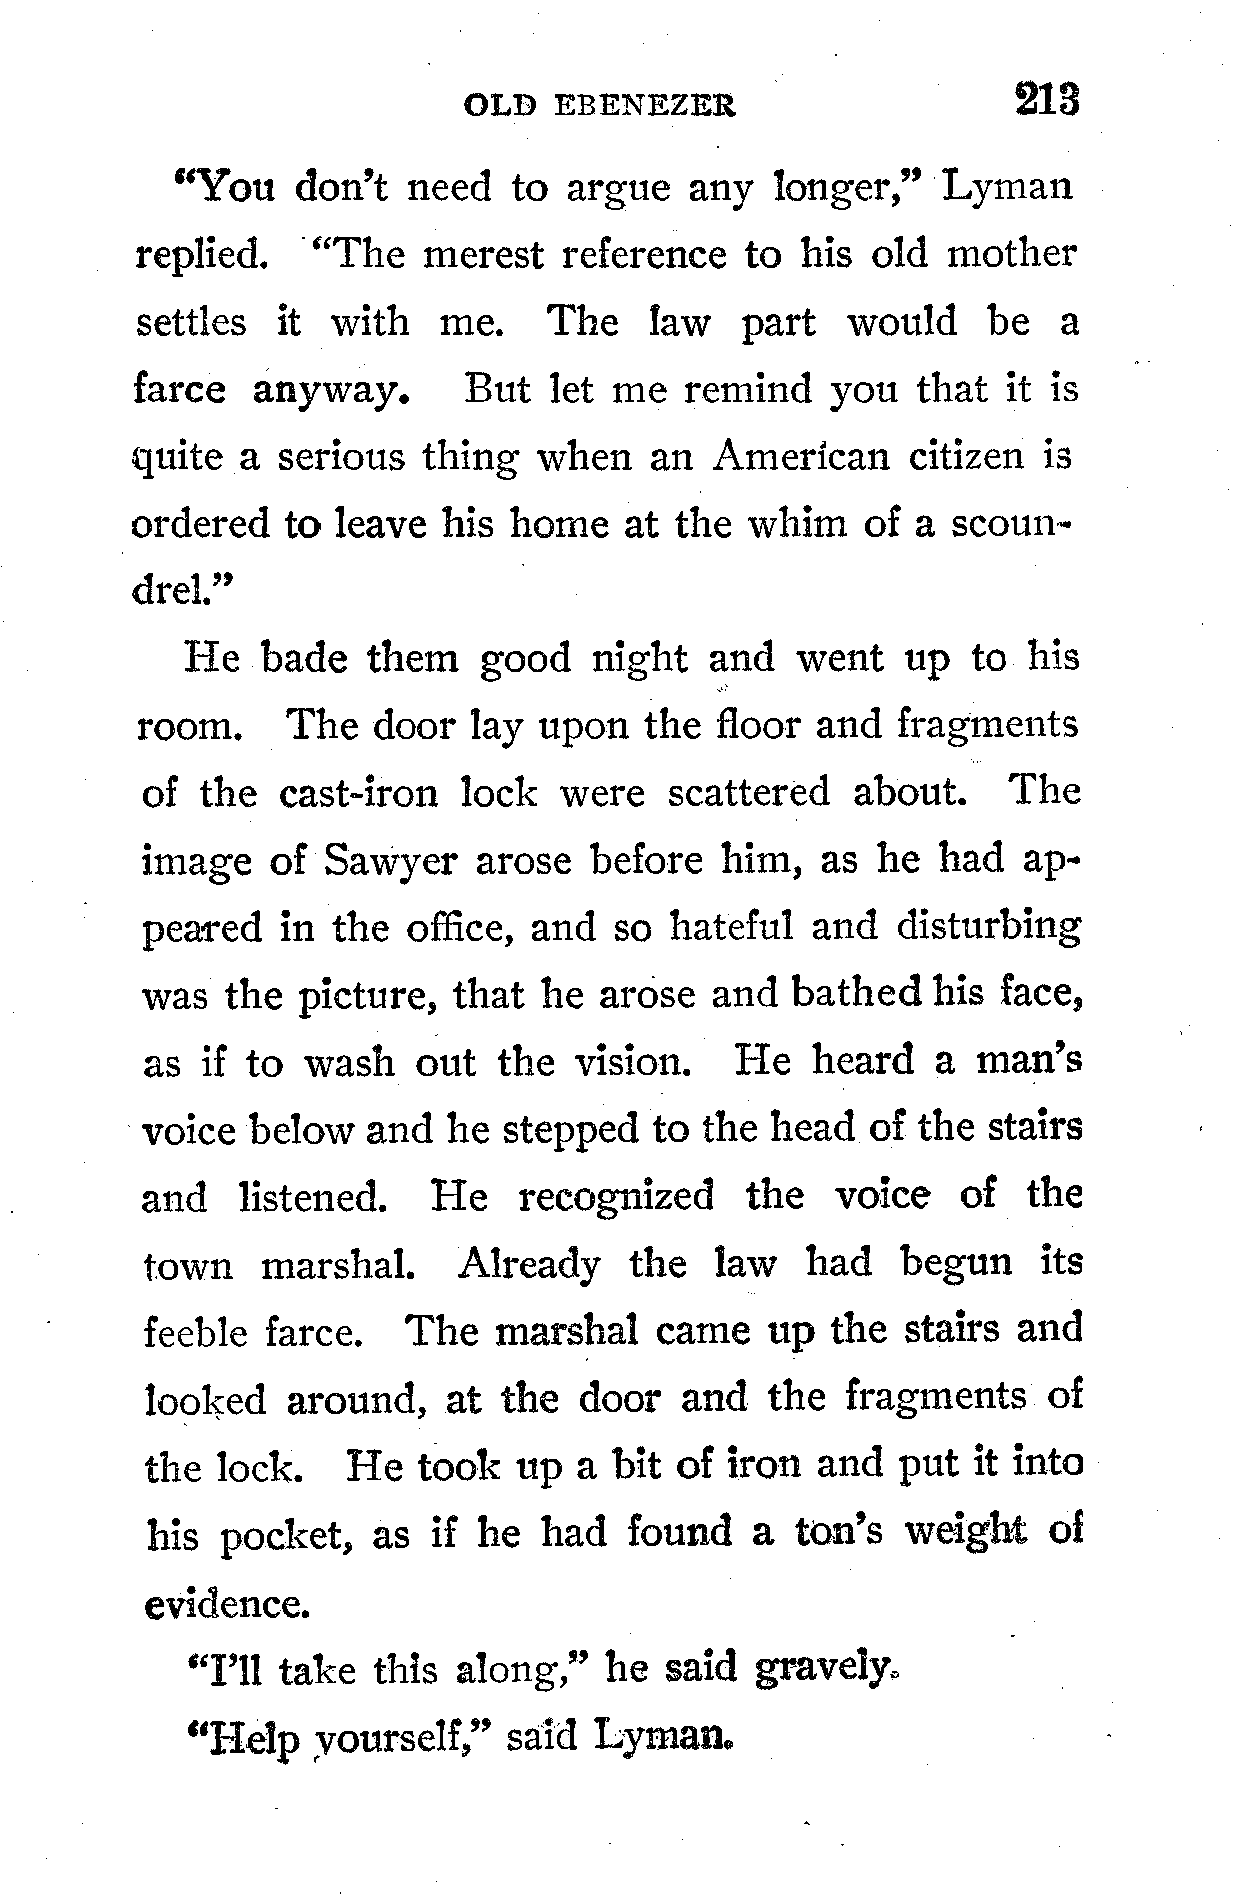 OLD EBENEZER 213
“You don’t need to argue any longer,” Lyman
replied. “The merest reference to his old mother
settles it with me. The law part would be a
farce anyway. But let me remind you that it is
quite a serious thing when an American citizen is
ordered to leave his home at the whim of a scoun-
drel.”
He bade them good night and went up to his
room. The door lay upon the floor and fragments
of the cast-iron lock were scattered about. The
image of Sawyer arose before him, as he had ap-
peared in the office, and so hateful and disturbing
was the picture, that he arose and bathed his face,
as if to wash out the vision. He heard a man’s
voice below and he stepped to the head of the stairs
and listened. He recognized the voice of the
town marshal. Already the law had begun its
feeble farce. The marshal came up the stairs and
looked around, at the door and the fragments of
the lock. He took up a bit of iron and put it into
his pocket, as if he had found a ton’s weight of
evidence.
“I’ll take this along,” he said gravely.
“Help yourself,” said Lyman.